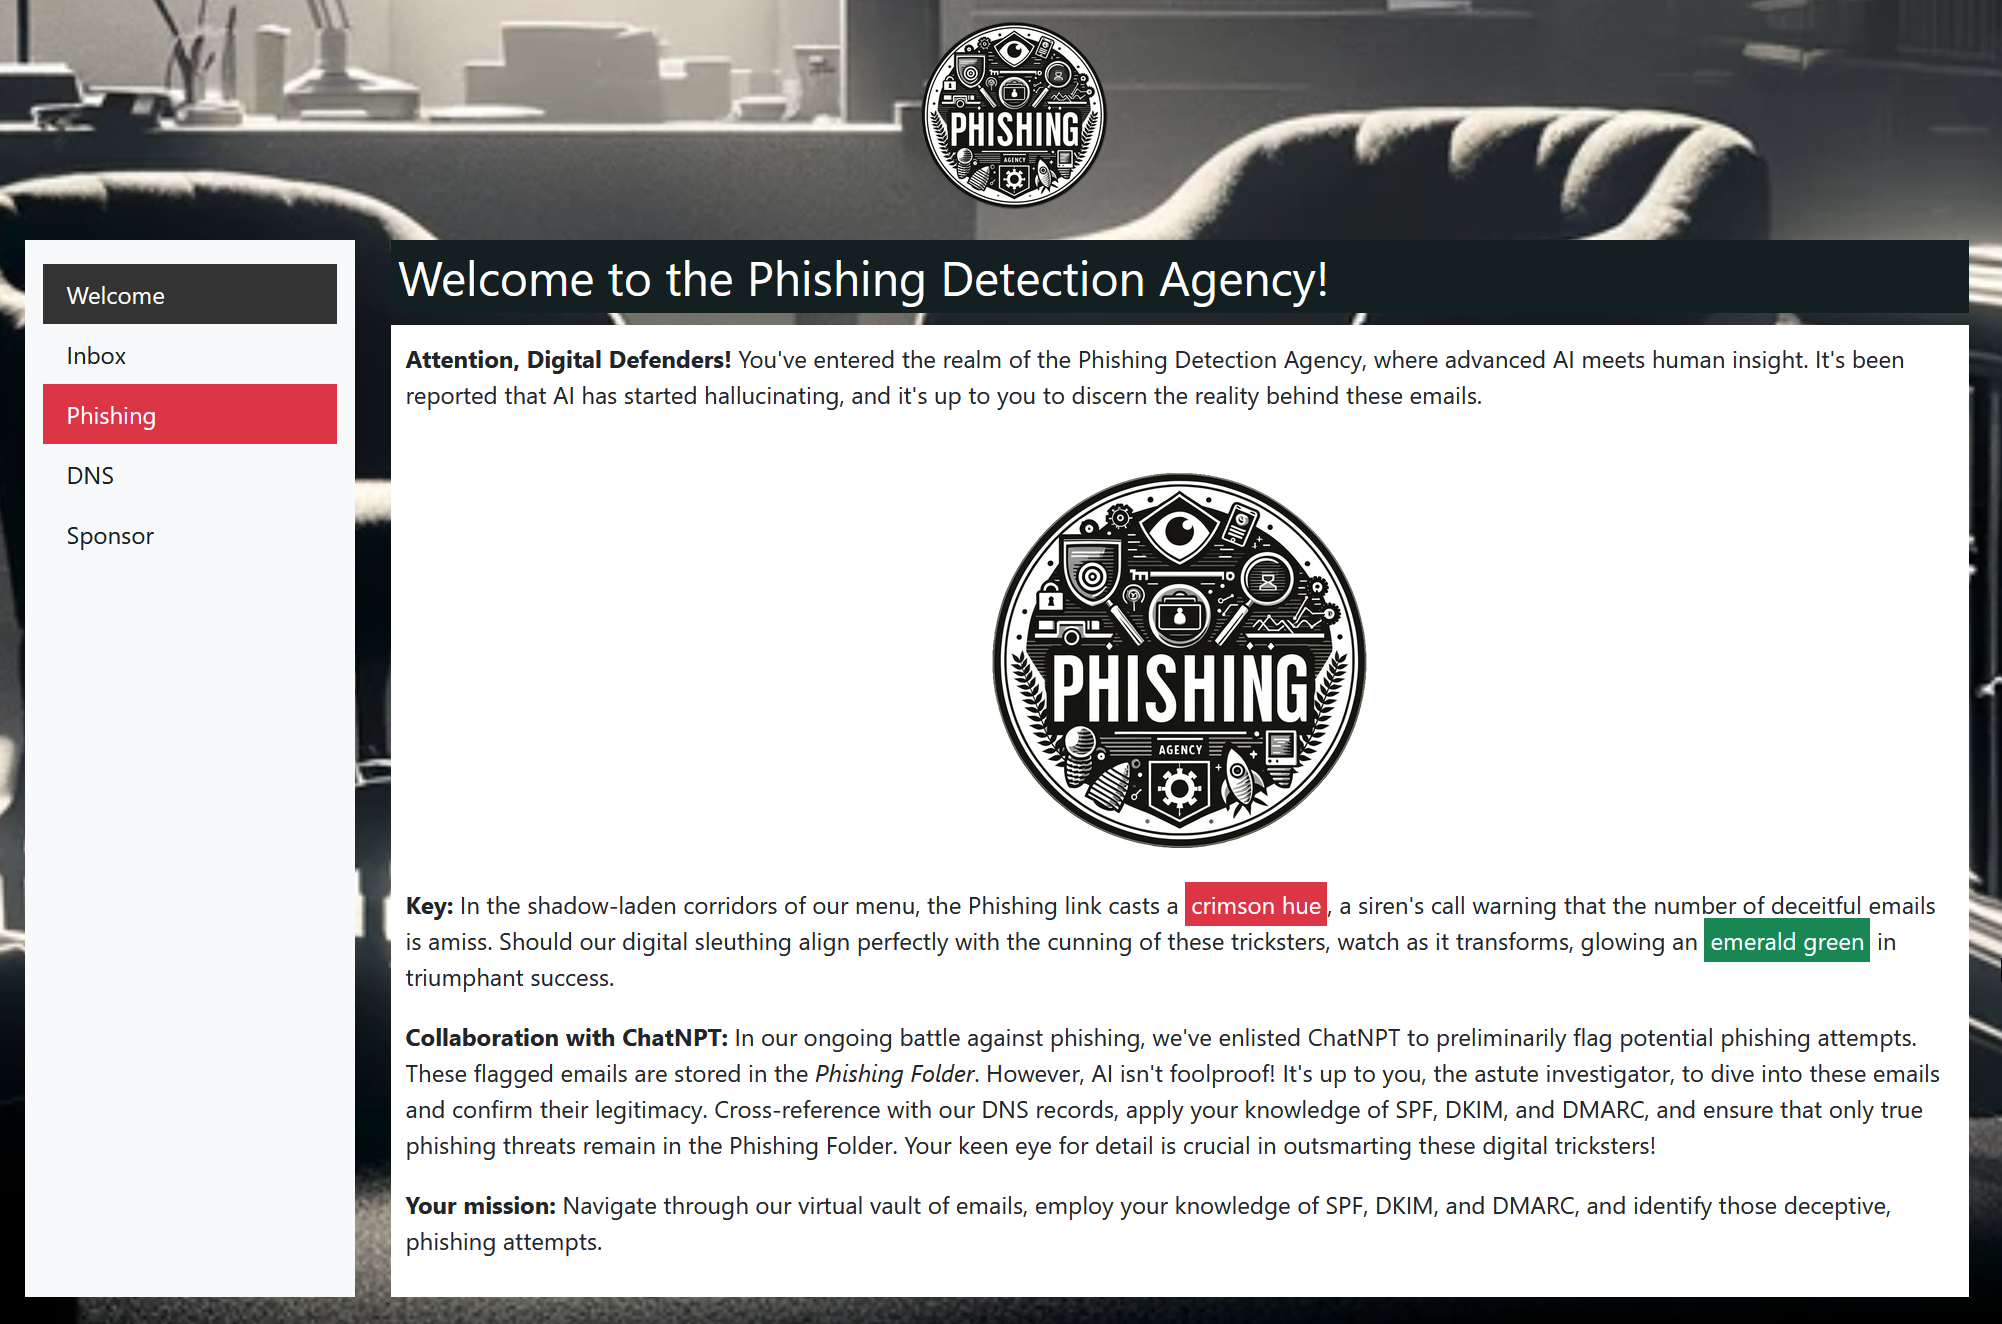 PHISHING
AGENCY
Welcome
Inbox
Phishing
DNS
Sponsor
Welcome to the Phishing Detection Agency!
Attention, Digital Defenders! You've entered the realm of the Phishing Detection Agency, where advanced AI meets human insight. It's been
reported that AI has started hallucinating, and it's up to you to discern the reality behind these emails.
PHISHING
AGENCY
Key: In the shadow-laden corridors of our menu, the Phishing link casts a crimson hue, a siren's call warning that the number of deceitful emails
is amiss. Should our digital sleuthing align perfectly with the cunning of these tricksters, watch as it transforms, glowing an emerald green in
triumphant success.
Collaboration with ChatNPT: In our ongoing battle against phishing, we've enlisted ChatNPT to preliminarily flag potential phishing attempts.
These flagged emails are stored in the Phishing Folder. However, AI isn't foolproof! It's up to you, the astute investigator, to dive into these emails
and confirm their legitimacy. Cross-reference with our DNS records, apply your knowledge of SPF, DKIM, and DMARC, and ensure that only true
phishing threats remain in the Phishing Folder. Your keen eye for detail is crucial in outsmarting these digital tricksters!
Your mission: Navigate through our virtual vault of emails, employ your knowledge of SPF, DKIM, and DMARC, and identify those deceptive,
phishing attempts.